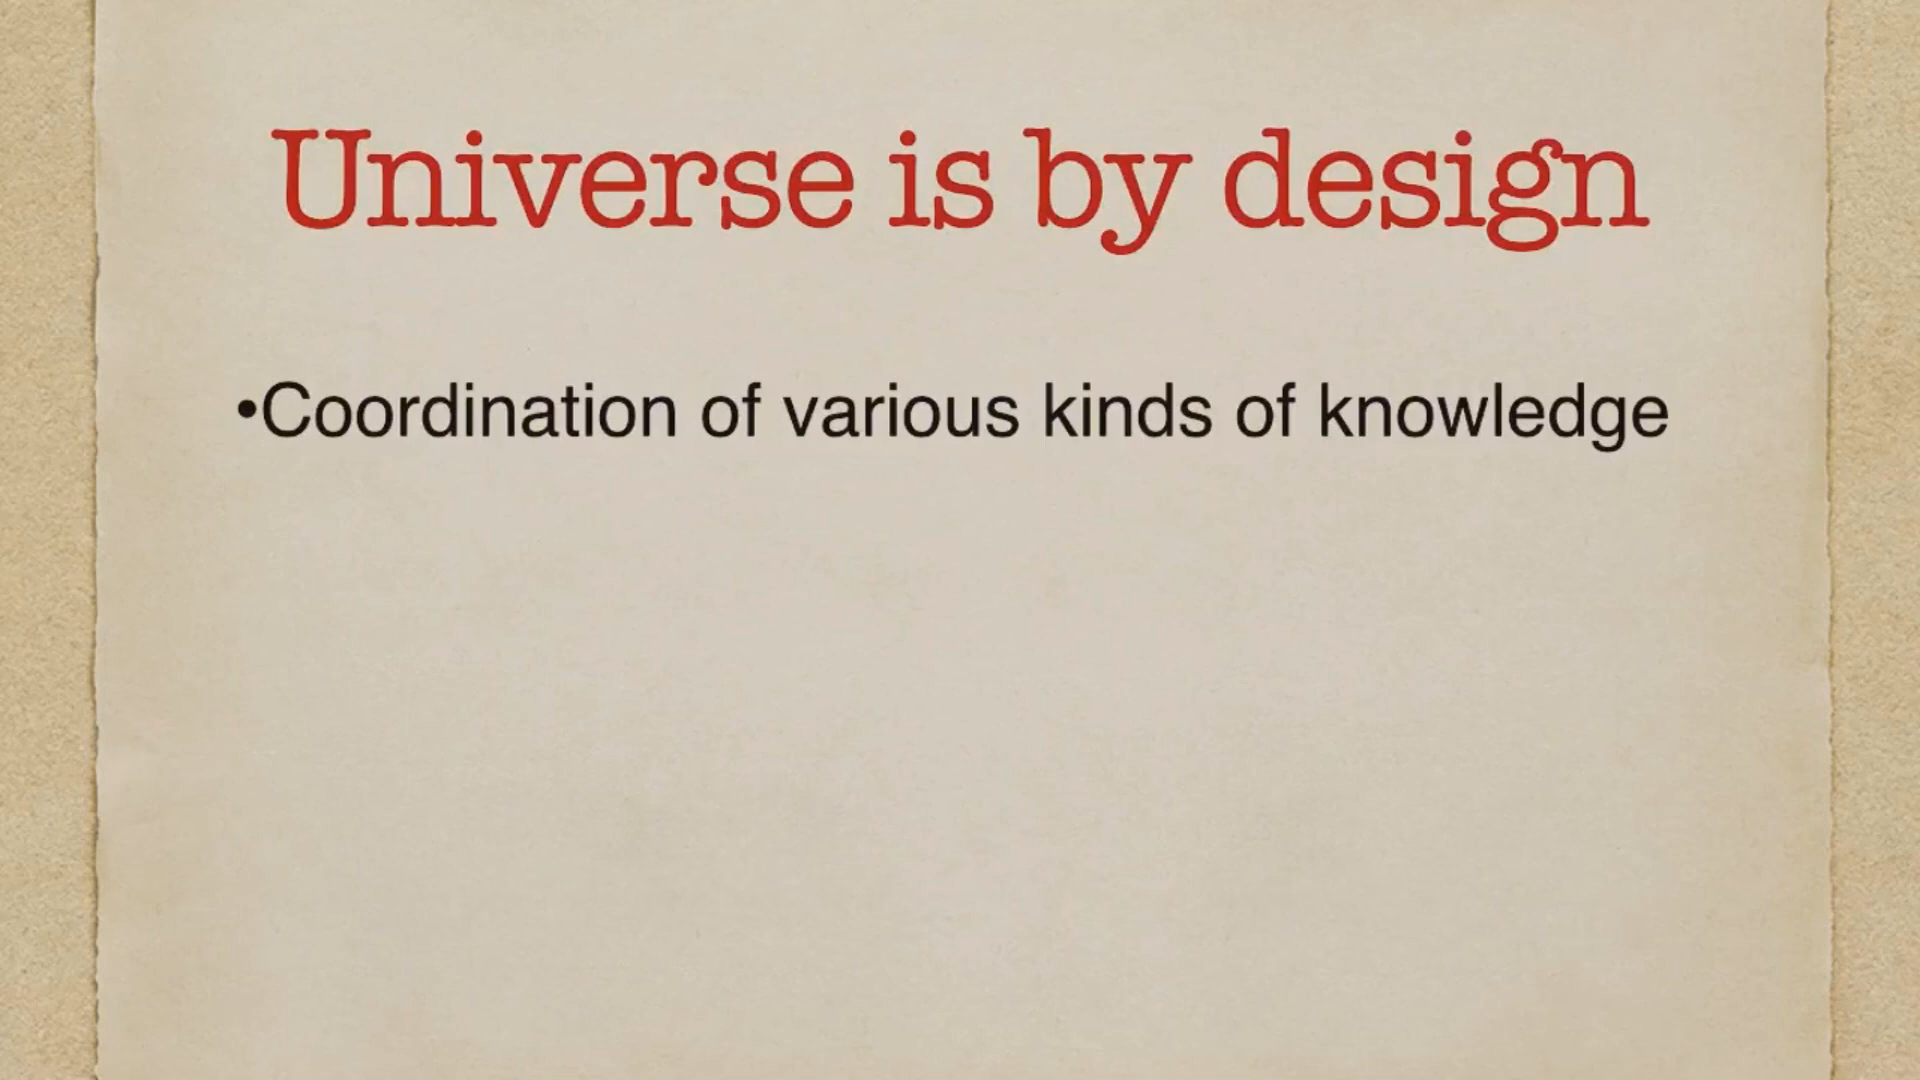 Universe is by design
•Coordination of various kinds of knowledge